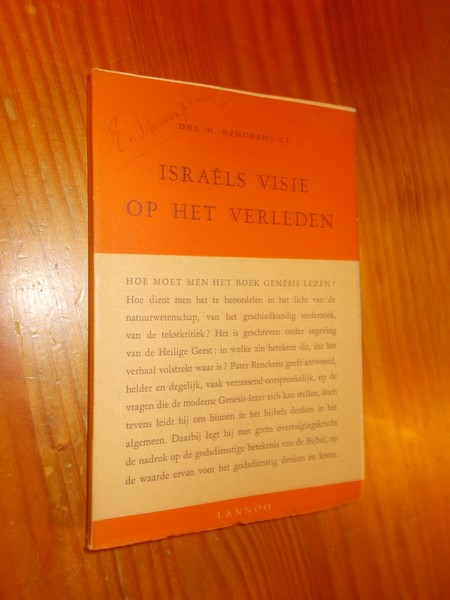 DRS. H. RENCKENS S.J.
ISRAËLS VISIE
OP HET VERLEDEN
HOE MOET MEN HET BOEK GENESIS LEZEN?
Hoe dient men het te beoordelen in het licht van de
natuurwetenschap, van het geschiedkundig onderzoek,
van de tekstkritiek? Het is geschreven onder ingeving
van de Heilige Geest: in welke zin betekent dit, dat het
verhaal volstrekt waar is? Pater Renckens geeft antwoord,
helder en degelijk, vaak verrassend-oorspronkelijk, op de
vragen die de moderne Genesis-lezer zich kan stellen, doch
tevens leidt hij ons binnen in het bijbels denken in het
algemeen. Daarbij legt hij met grote overtuigingskracht
de nadruk op de godsdienstige betekenis van de Bijbel, op
de waarde ervan voor het godsdienstig denken en leven.
LANNOO